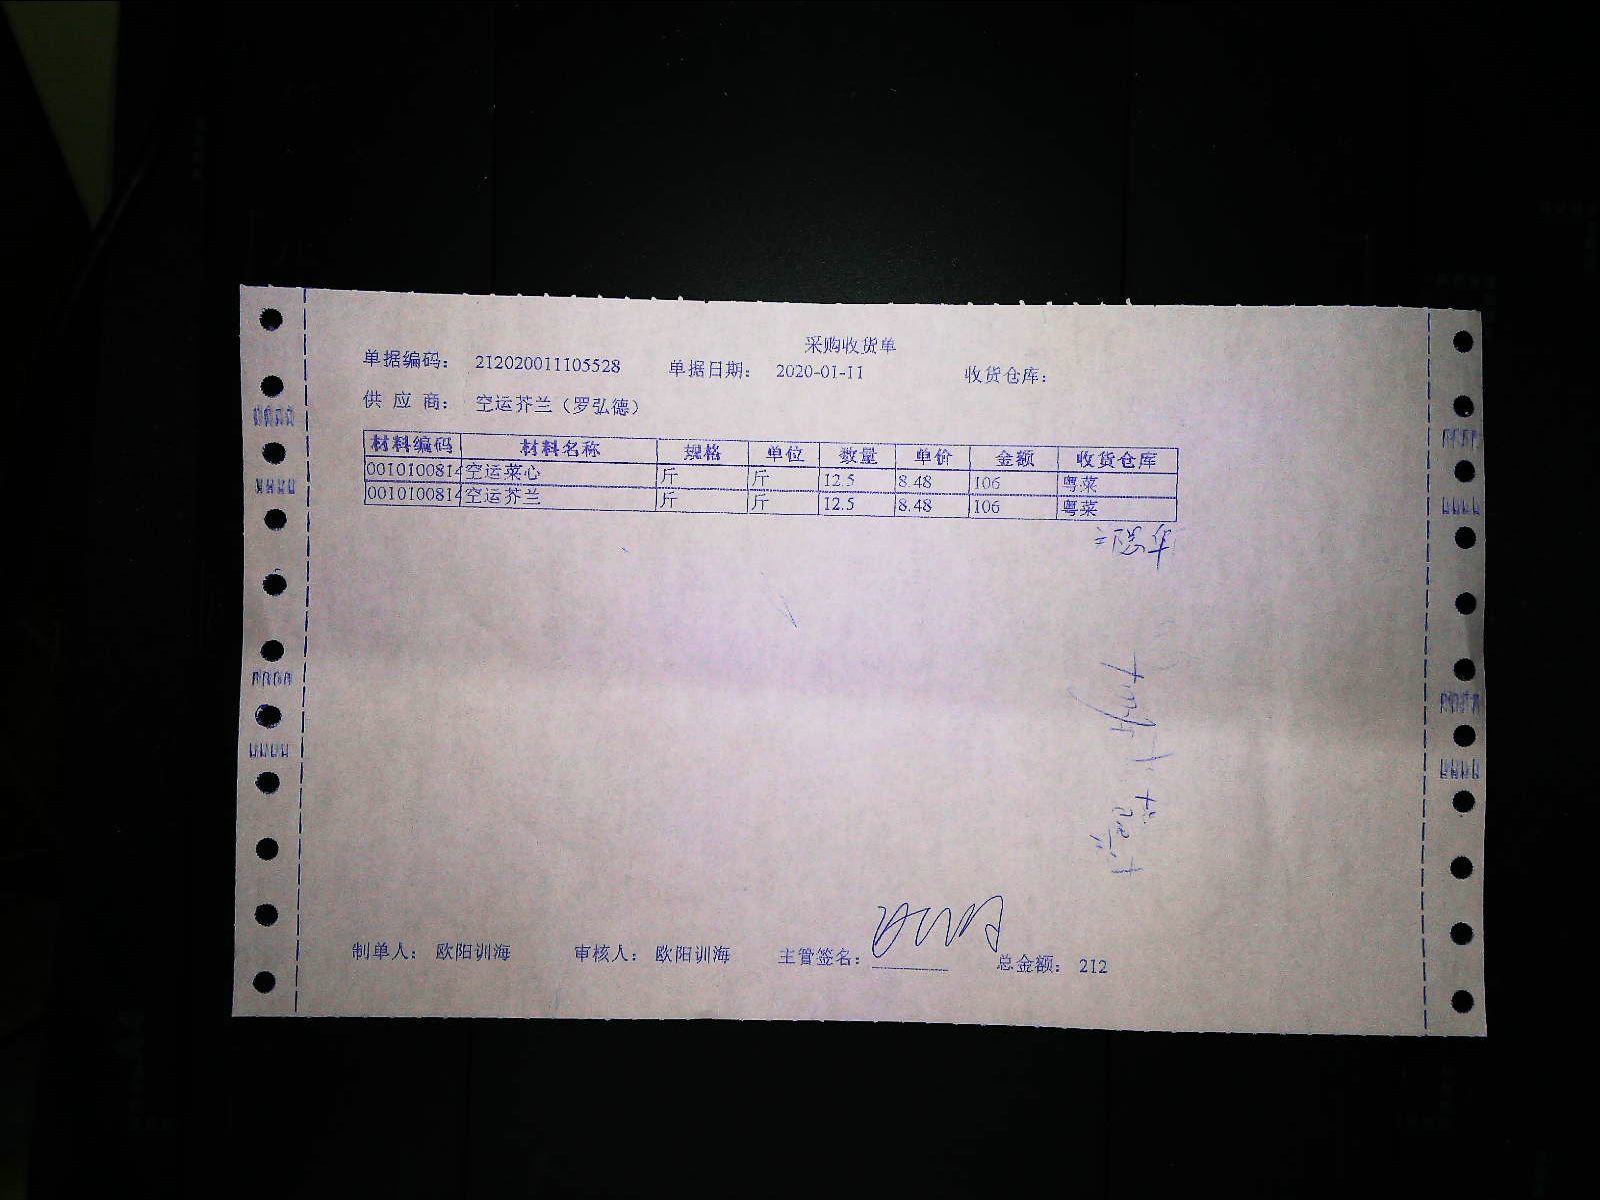 采购收货单
单据编码： 212020011105528 单据日期： 2020-01-11 收货仓库：
供 应 商： 空运芥兰（罗弘德）
材料编码 材料名称 规格 单位 数量 单价 金额 收货仓库
0010100814 空运菜心 斤 斤 12.5 8.48 106 粤菜
0010100814 空运芥兰 斤 斤 12.5 8.48 106 粤菜
制单人： 欧阳训海 审核人： 欧阳训海 主管签名： 总金额： 212